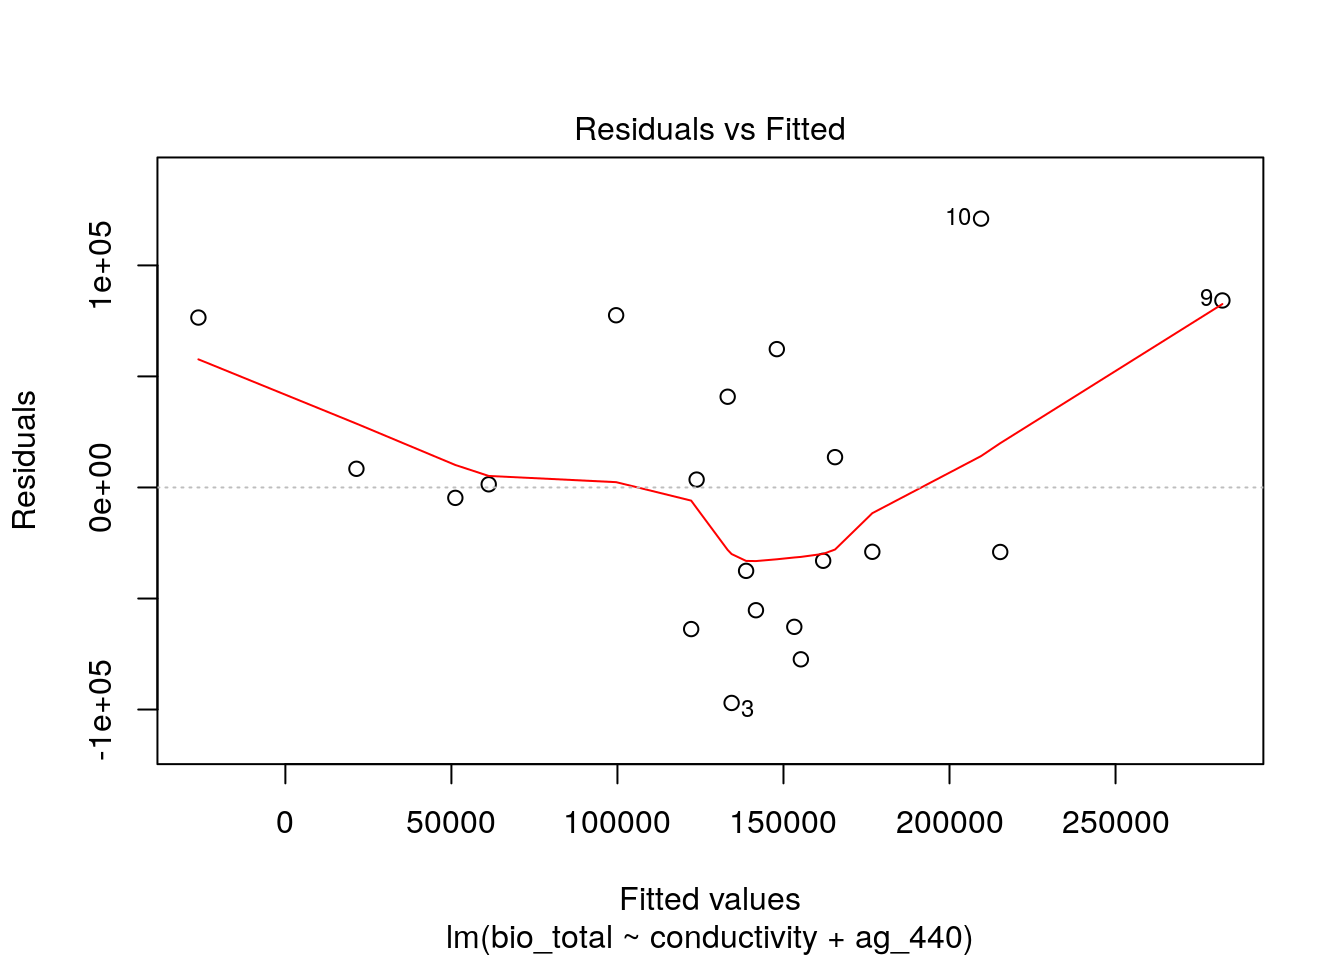 Residuals vs Fitted
Residuals
1e+05
0e+00
-1e+05
10
9
3
0 50000 100000 150000 200000 250000
Fitted values
lm(bio_total ~ conductivity + ag_440)